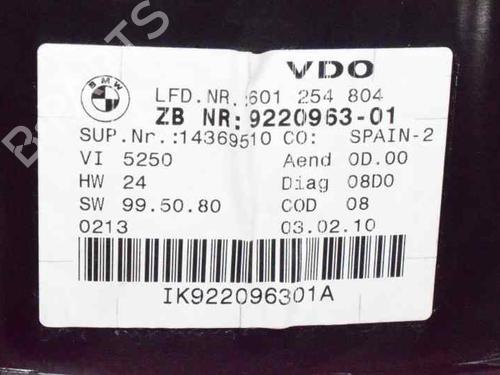 BMW
VDO
LFD.NR.:601 254 804
ZB NR:9220963-01
SUP.Nr.:14369510 CO: SPAIN-2
VI 5250 Aend 0D.00
HW 24 Diag 08D0
SW 99.50.80 COD 08
0213 03.02.10
IK922096301A